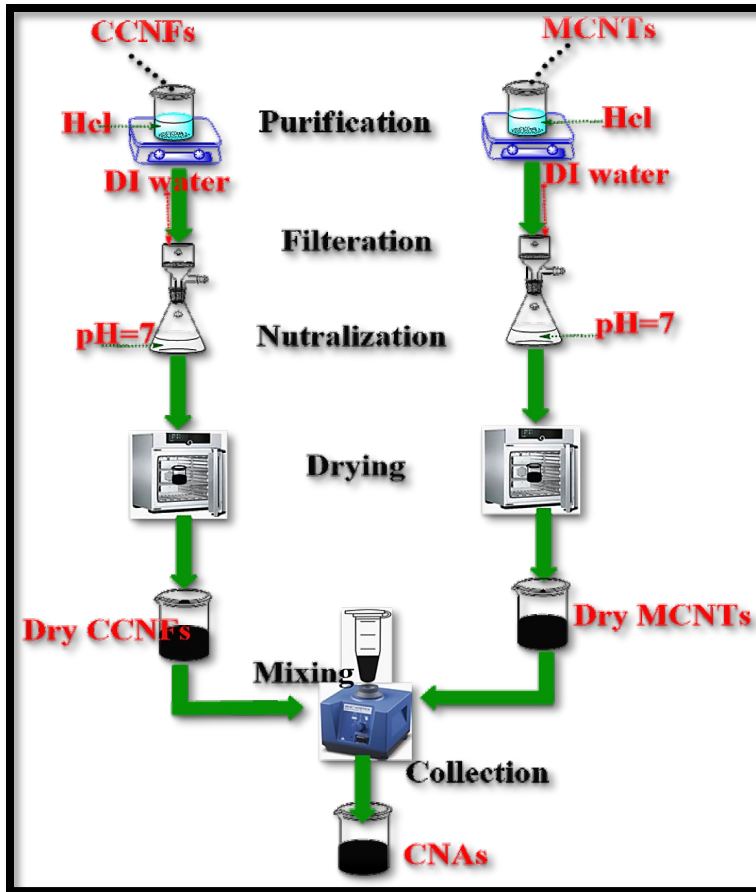 CCNFs
MCNTs
Hcl
Purification
Hcl
DI water
DI water
Filteration
pH=7
Nutralization
pH=7
Drying
Dry CCNFs
Dry MCNTs
Mixing
Collection
CNAs